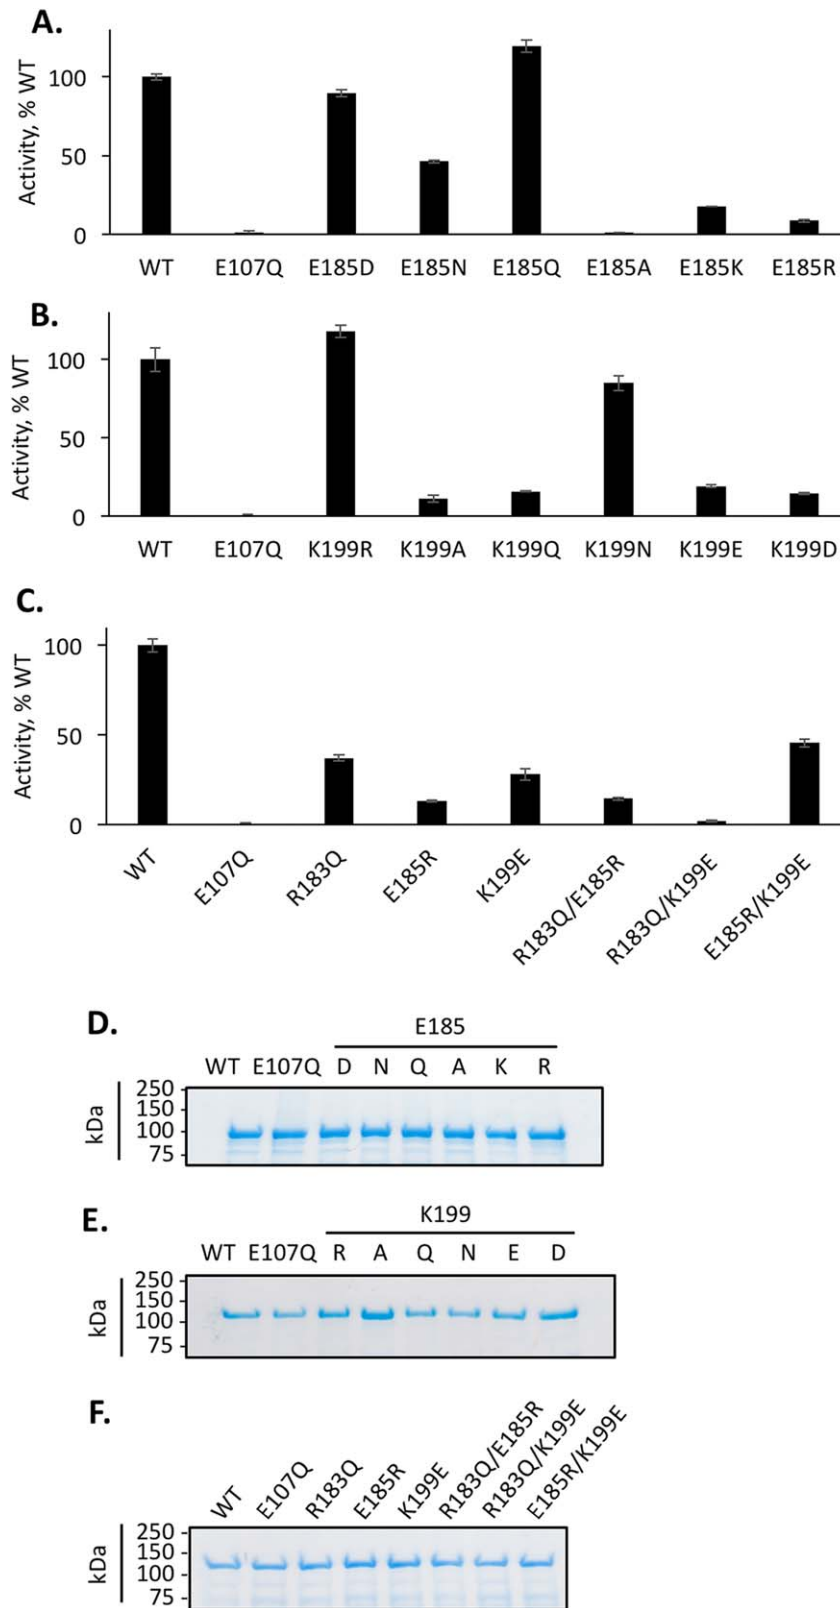 A.
Activity, % WT
100
50
0
WT E107Q E185D E185N E185Q E185A E185K E185R
B.
Activity, % WT
100
50
0
WT E107Q K199R K199A K199Q K199N K199E K199D
C.
Activity, % WT
100
50
0
WT E107Q R183Q E185R K199E R183Q/E185R R183Q/K199E E185R/K199E
D.
E185
WT E107Q D N Q A K R
kDa
250
150
100
75
E.
K199
WT E107Q R A Q N E D
kDa
250
150
100
75
F.
WT E107Q R183Q E185R K199E R183Q/E185R R183Q/K199E E185R/K199E
kDa
250
150
100
75